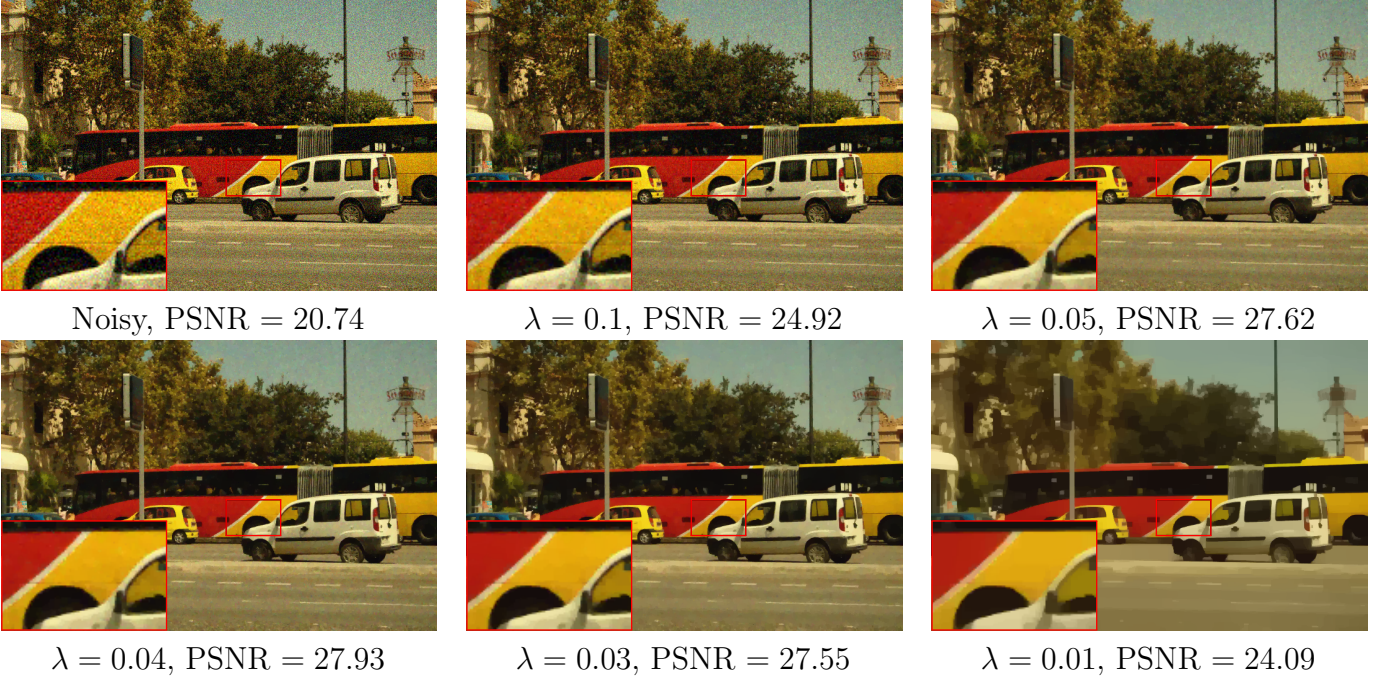 Noisy, PSNR = 20.74
λ = 0.1, PSNR = 24.92
λ = 0.05, PSNR = 27.62
λ = 0.04, PSNR = 27.93
λ = 0.03, PSNR = 27.55
λ = 0.01, PSNR = 24.09